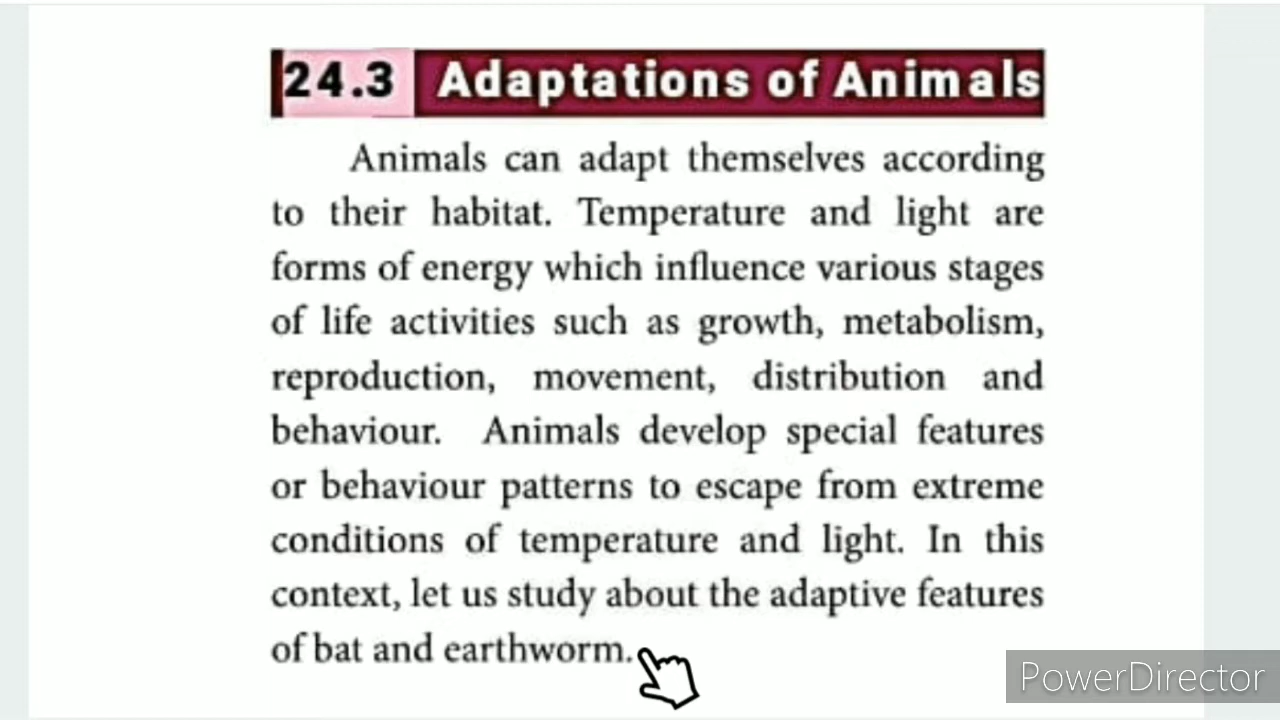 24.3 Adaptations of Animals
Animals can adapt themselves according
to their habitat. Temperature and light are
forms of energy which influence various stages
of life activities such as growth, metabolism,
reproduction, movement, distribution and
behaviour. Animals develop special features
or behaviour patterns to escape from extreme
conditions of temperature and light. In this
context, let us study about the adaptive features
of bat and earthworm.
PowerDirector